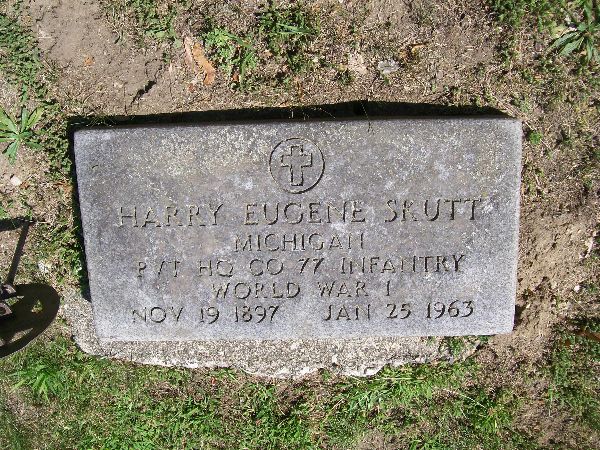 HARRY EUGENE SKUTT
MICHIGAN
PVT HQ CO 77 INFANTRY
WORLD WAR I
NOV 19 1897 JAN 25 1963